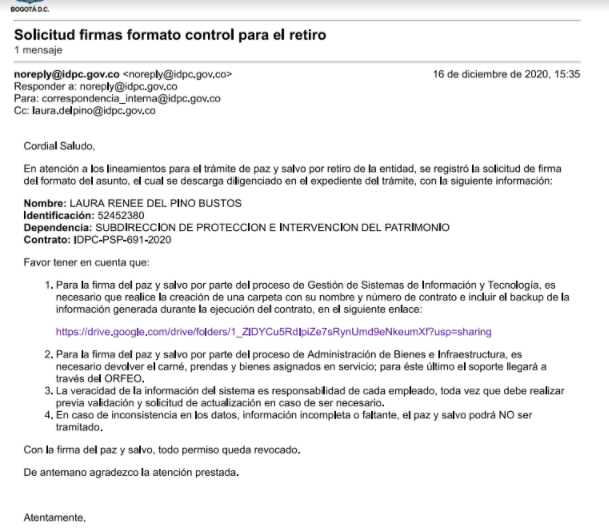 BOGOTÁ D.C.
Solicitud firmas formato control para el retiro
1 mensaje
noreply@idpc.gov.co <noreply@idpc.gov.co> 16 de diciembre de 2020, 15:35
Responder a: noreply@idpc.gov.co
Para: correspondencia_interna@idpc.gov.co
Cc: laura.delpino@idpc.gov.co
Cordial Saludo,
En atención a los lineamientos para el trámite de paz y salvo por retiro de la entidad, se registró la solicitud de firma
del formato del asunto, el cual se descarga diligenciado en el expediente del trámite, con la siguiente información:
Nombre: LAURA RENEE DEL PINO BUSTOS
Identificación: 52452380
Dependencia: SUBDIRECCION DE PROTECCION E INTERVENCION DEL PATRIMONIO
Contrato: IDPC-PSP-691-2020
Favor tener en cuenta que:
1. Para la firma del paz y salvo por parte del proceso de Gestión de Sistemas de Información y Tecnología, es
necesario que realice la creación de una carpeta con su nombre y número de contrato e incluir el backup de la
información generada durante la ejecución del contrato, en el siguiente enlace:
https://drive.google.com/drive/folders/1_ZIDYCu5RdIpiZe7sRynUmd9eNkeumXf?usp=sharing
2. Para la firma del paz y salvo por parte del proceso de Administración de Bienes e Infraestructura, es
necesario devolver el carné, prendas y bienes asignados en servicio; para éste último el soporte llegará a
través del ORFEO.
3. La veracidad de la información del sistema es responsabilidad de cada empleado, toda vez que debe realizar
previa validación y solicitud de actualización en caso de ser necesario.
4. En caso de inconsistencia en los datos, información incompleta o faltante, el paz y salvo podrá NO ser
tramitado.
Con la firma del paz y salvo, todo permiso queda revocado.
De antemano agradezco la atención prestada.
Atentamente,